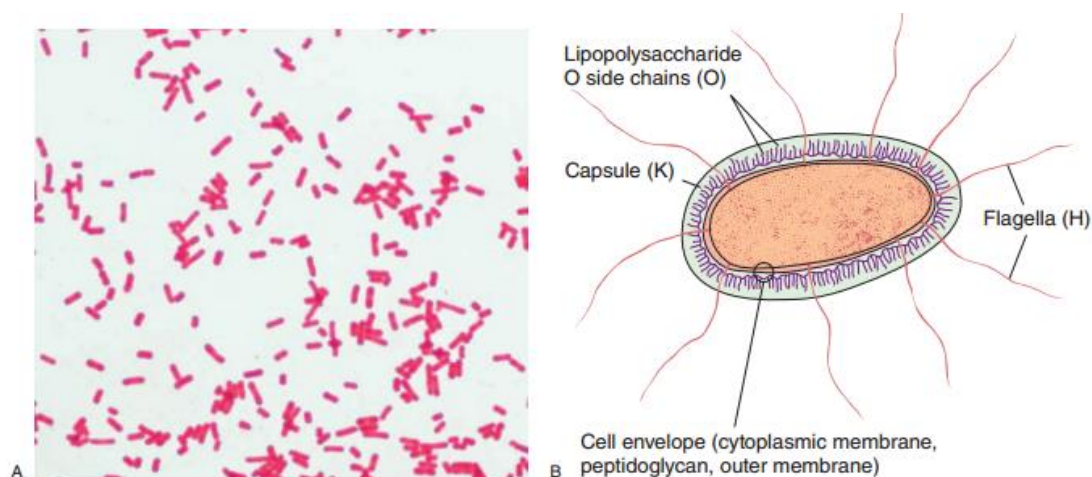 Lipopolysaccharide
O side chains (O)
Capsule (K)
Flagella (H)
Cell envelope (cytoplasmic membrane,
peptidoglycan, outer membrane)
A
B